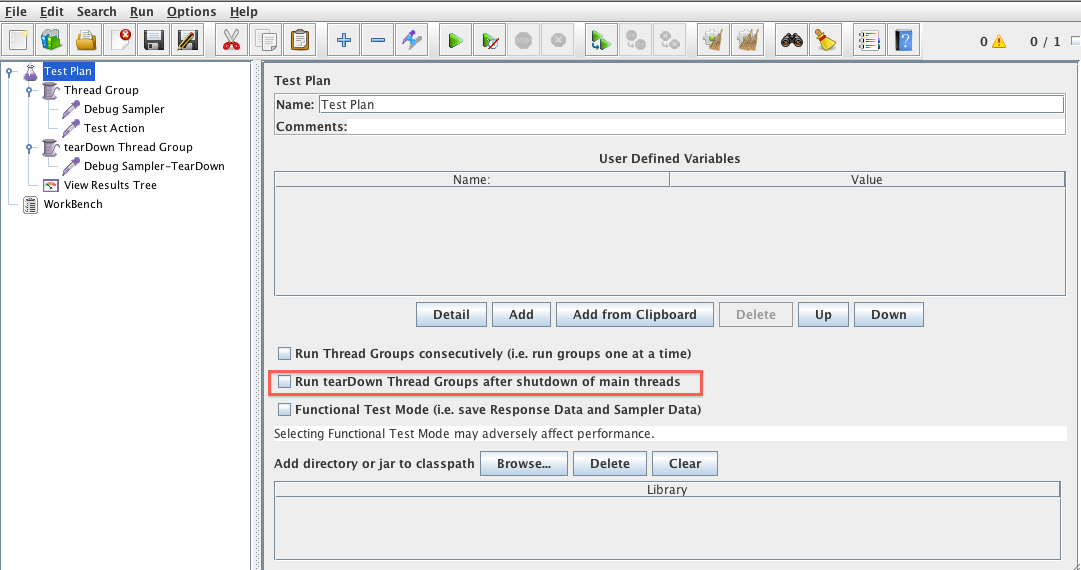 File Edit Search Run Options Help
0 0 / 1
Test Plan
Thread Group
Debug Sampler
Test Action
tearDown Thread Group
Debug Sampler-TearDown
View Results Tree
WorkBench
Test Plan
Name: Test Plan
Comments:
User Defined Variables
Name: Value
Detail Add Add from Clipboard Delete Up Down
Run Thread Groups consecutively (i.e. run groups one at a time)
Run tearDown Thread Groups after shutdown of main threads
Functional Test Mode (i.e. save Response Data and Sampler Data)
Selecting Functional Test Mode may adversely affect performance.
Add directory or jar to classpath Browse... Delete Clear
Library